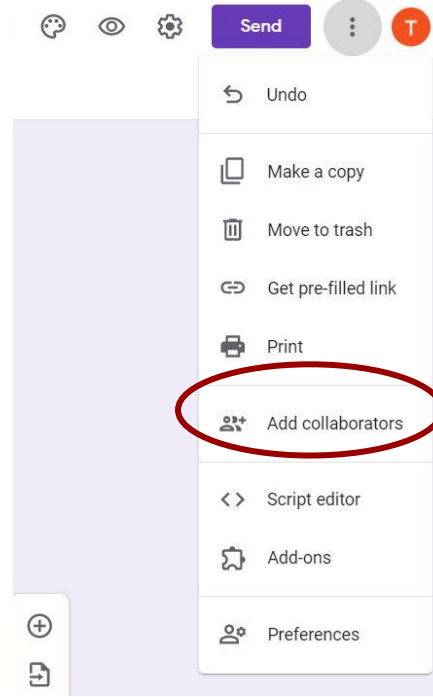 Send
T
Undo
Make a copy
Move to trash
Get pre-filled link
Print
Add collaborators
Script editor
Add-ons
Preferences